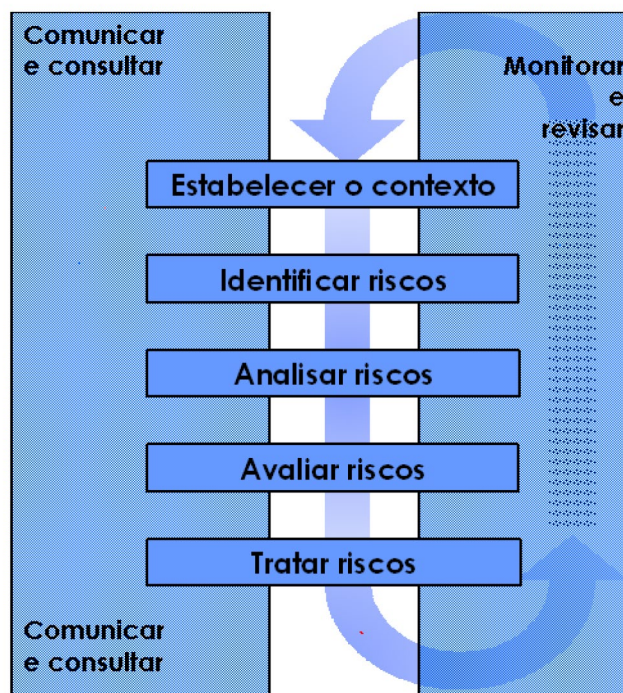 Comunicar
e consultar
Monitorar
e
revisar
Estabelecer o contexto
Identificar riscos
Analisar riscos
Avaliar riscos
Tratar riscos
Comunicar
e consultar